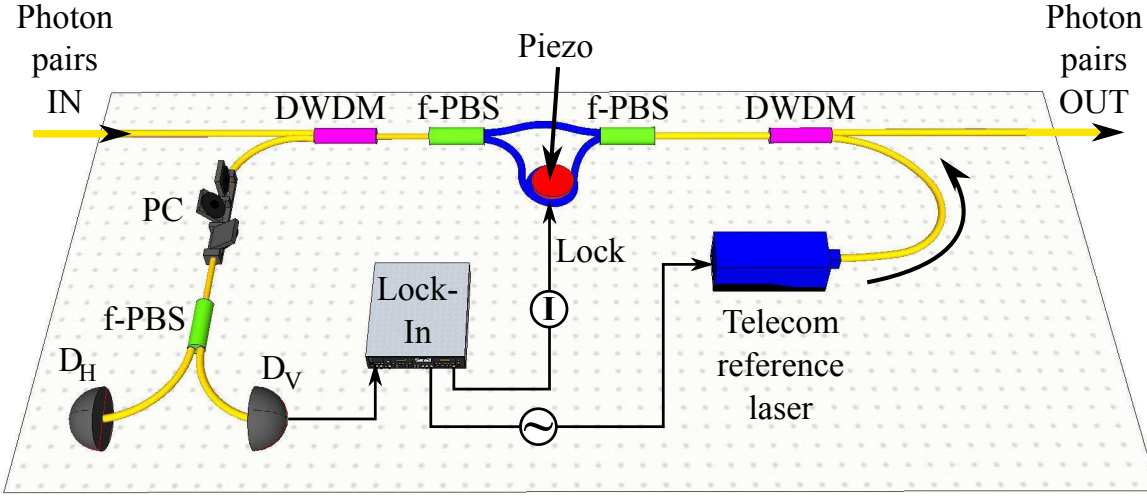 Photon
pairs
IN
Piezo
Photon
pairs
OUT
DWDM
f-PBS
f-PBS
DWDM
PC
Lock
Lock-
In
I
~
f-PBS
Telecom
reference
laser
D_H
D_V